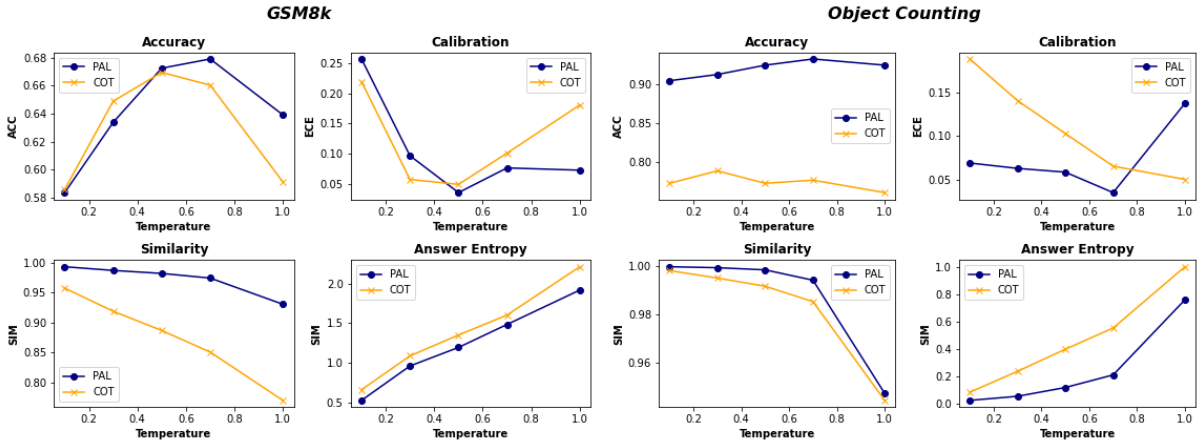 GSM8k
Object Counting
Accuracy
PAL
COT
ACC
0.68
0.66
0.64
0.62
0.60
0.58
0.2
0.4
0.6
0.8
1.0
Temperature
Calibration
PAL
COT
ECE
0.25
0.20
0.15
0.10
0.05
0.2
0.4
0.6
0.8
1.0
Temperature
Accuracy
PAL
COT
ACC
0.90
0.85
0.80
0.2
0.4
0.6
0.8
1.0
Temperature
Calibration
PAL
COT
ECE
0.15
0.10
0.05
0.2
0.4
0.6
0.8
1.0
Temperature
Similarity
PAL
COT
SIM
1.00
0.95
0.90
0.85
0.80
0.2
0.4
0.6
0.8
1.0
Temperature
Answer Entropy
PAL
COT
SIM
2.0
1.5
1.0
0.5
0.2
0.4
0.6
0.8
1.0
Temperature
Similarity
PAL
COT
SIM
1.00
0.98
0.96
0.2
0.4
0.6
0.8
1.0
Temperature
Answer Entropy
PAL
COT
SIM
1.0
0.8
0.6
0.4
0.2
0.0
0.2
0.4
0.6
0.8
1.0
Temperature